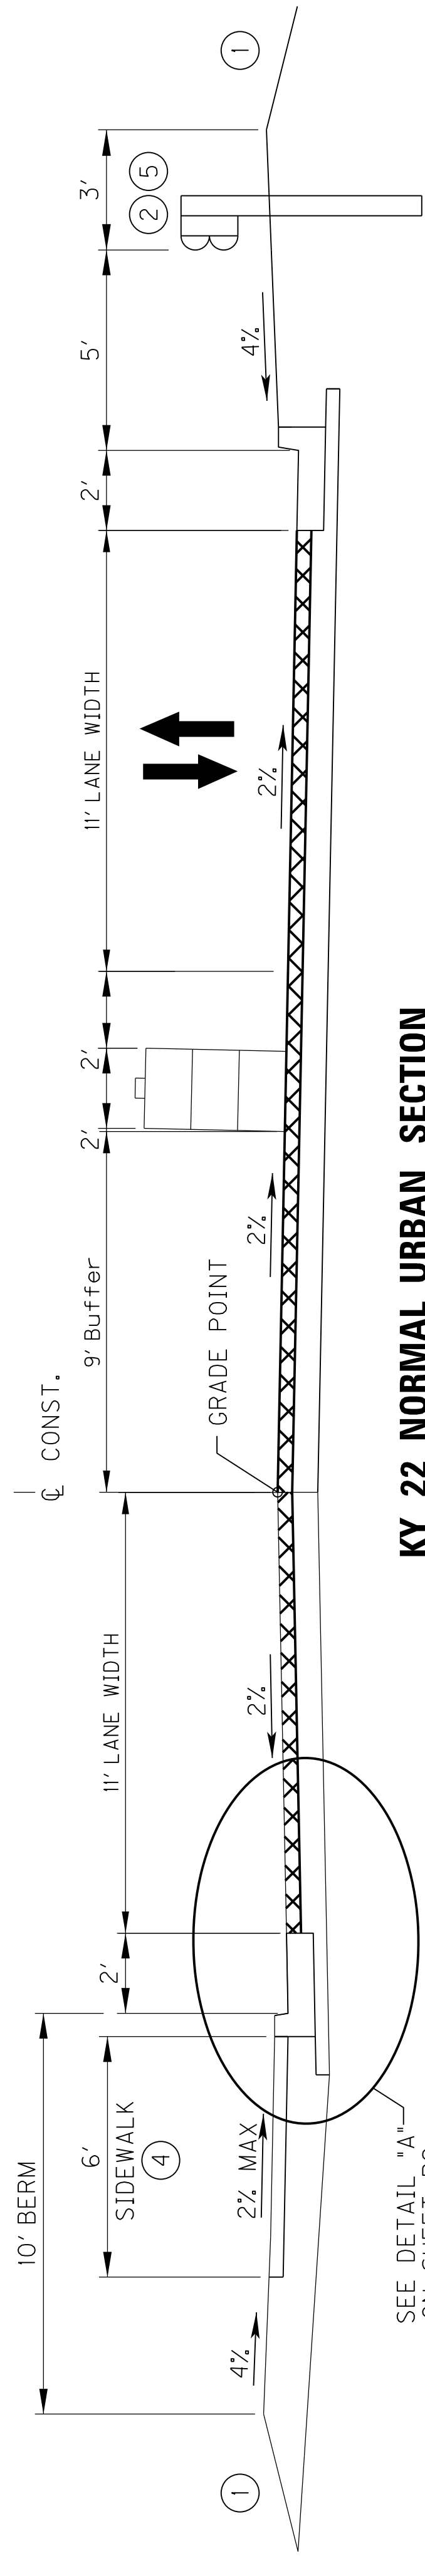 ℄ CONST.
10' BERM
6'
SIDEWALK
4
2'
11' LANE WIDTH
9' Buffer
2'
2'
11' LANE WIDTH
2'
5'
3'
2
5
1
1
4%
2% MAX
2%
GRADE POINT
2%
2%
4%
SEE DETAIL "A"
KY 22 NORMAL URBAN SECTION